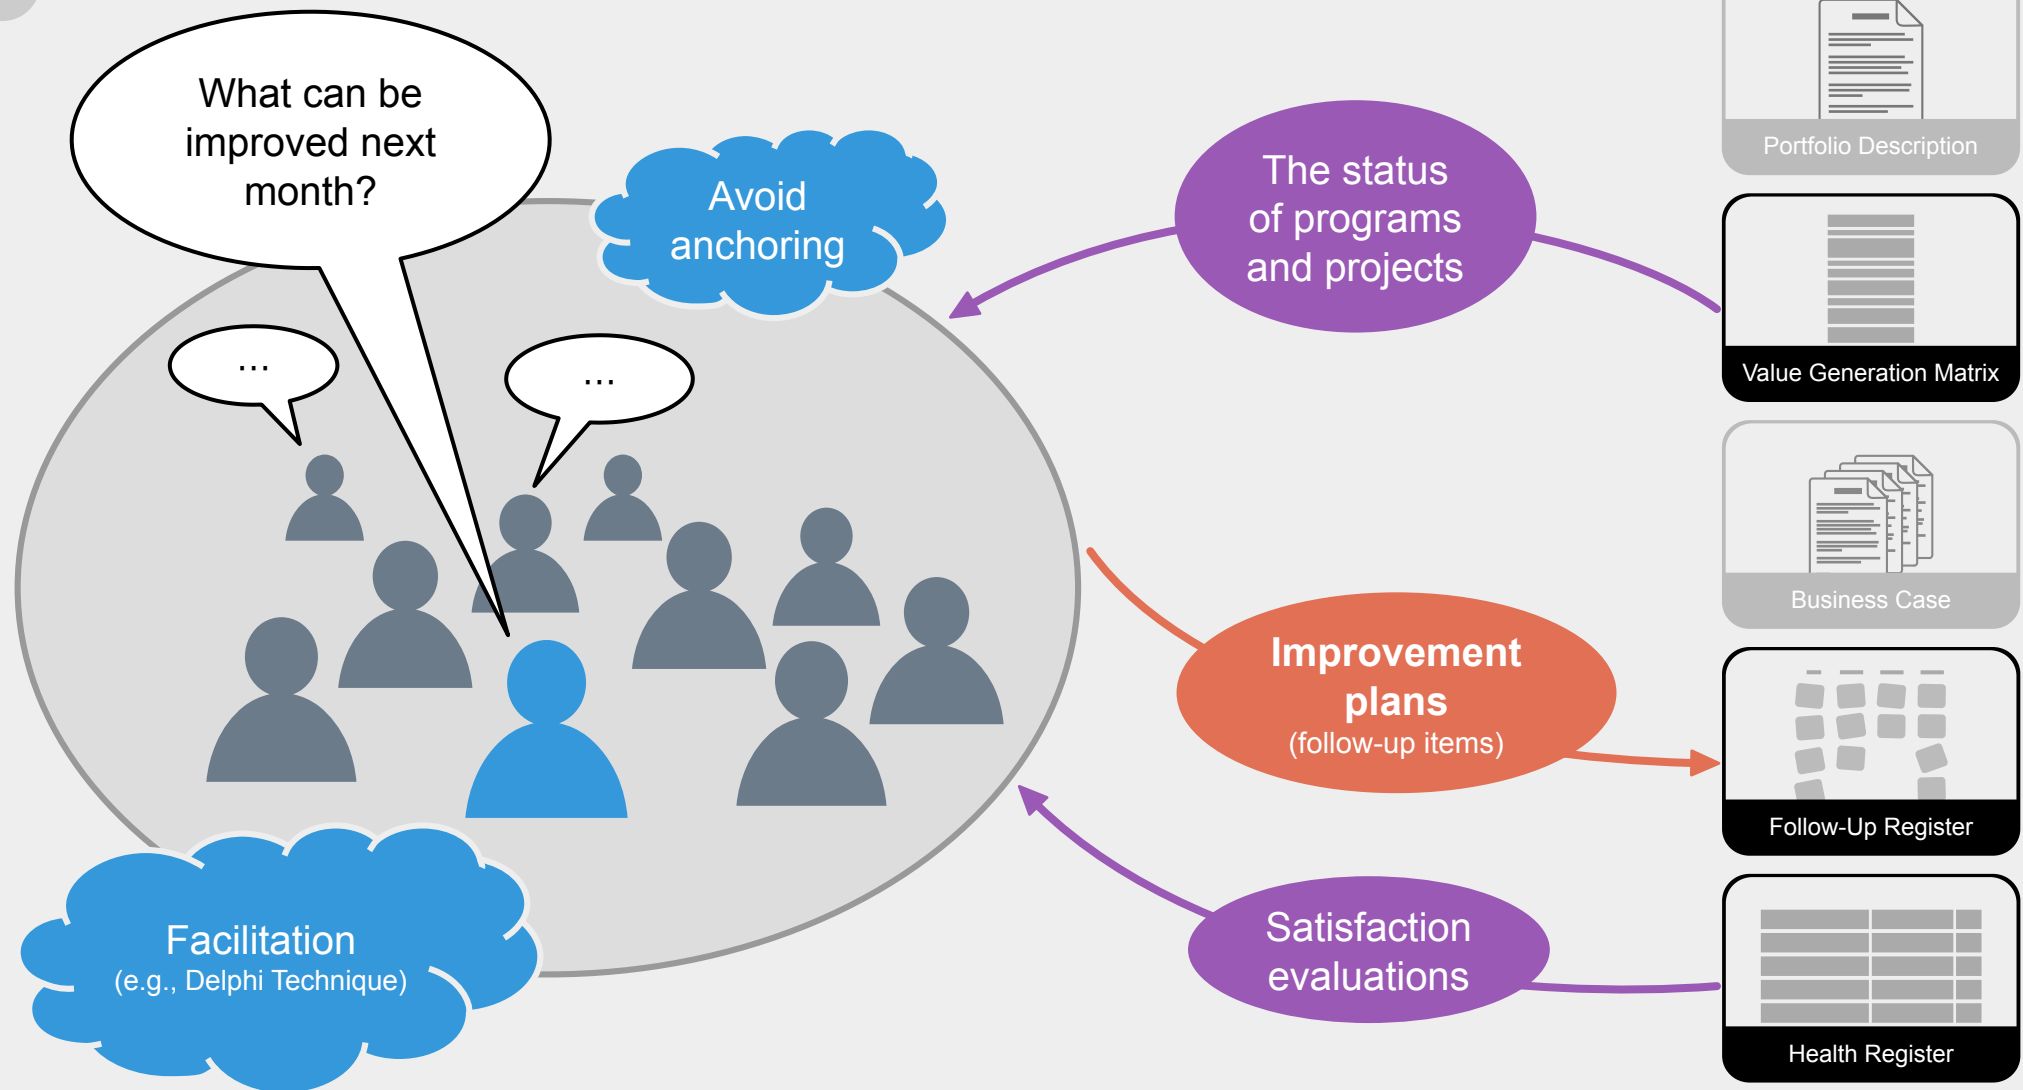 What can be
improved next
month?
Avoid
anchoring
…
…
Facilitation
(e.g., Delphi Technique)
The status
of programs
and projects
Improvement
plans
(follow-up items)
Satisfaction
evaluations
Portfolio Description
Value Generation Matrix
Business Case
Follow-Up Register
Health Register